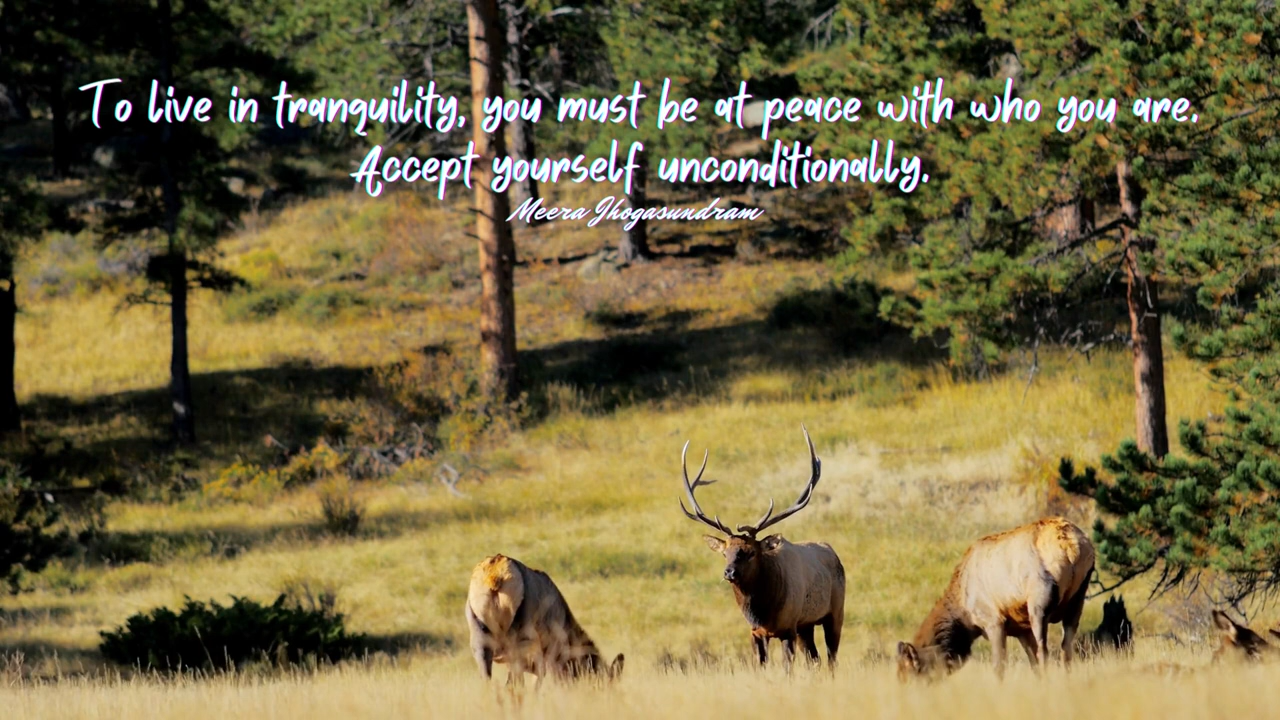 To live in tranquility, you must be at peace with who you are.
Accept yourself unconditionally.
Meera Jhogasundram